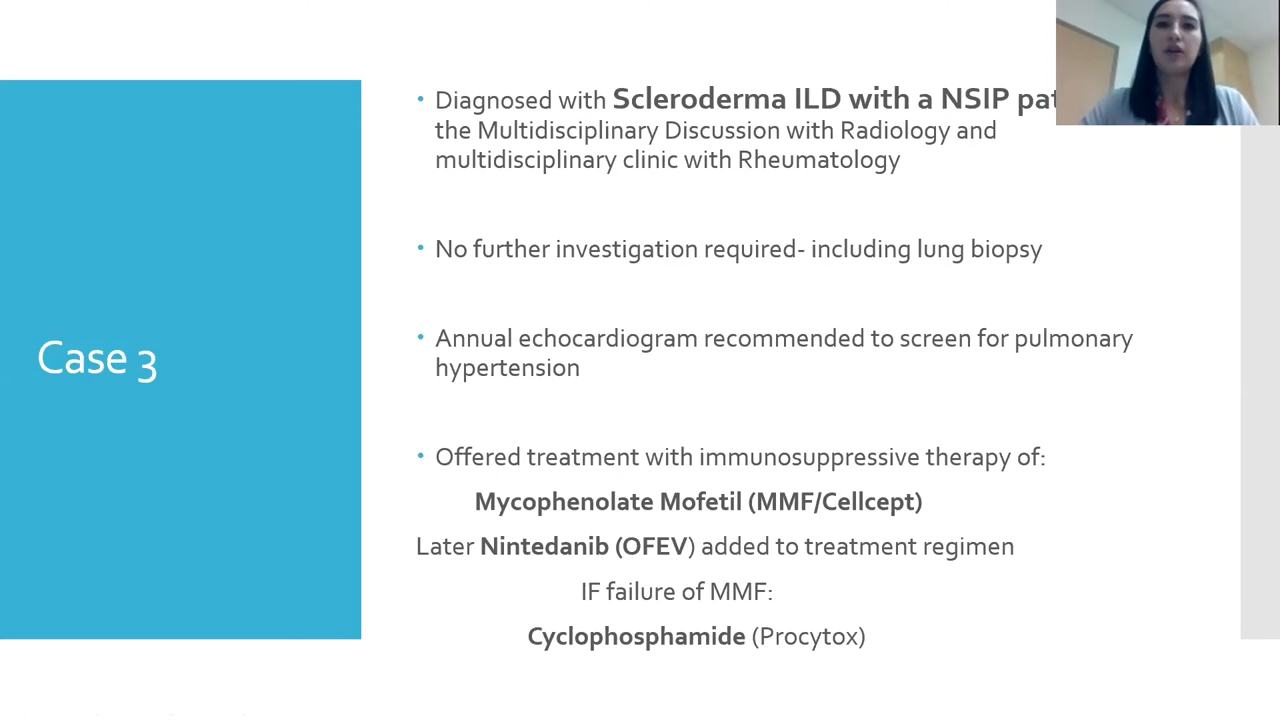 Diagnosed with Scleroderma ILD with a NSIP
the Multidisciplinary Discussion with Radiology and
multidisciplinary clinic with Rheumatology
No further investigation required- including lung biopsy
Annual echocardiogram recommended to screen for pulmonary
hypertension
Case 3
Offered treatment with immunosuppressive therapy of:
Mycophenolate Mofetil (MMF/Cellcept)
Later Nintedanib (OFEV) added to treatment regimen
IF failure of MMF:
Cyclophosphamide (Procytox)